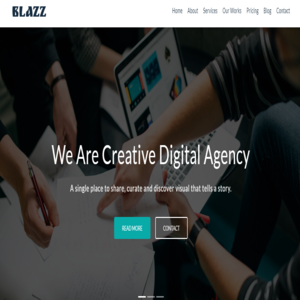 BLAZZ
Home About Services Our Works Pricing Blog Contact
We Are Creative Digital Agency
A single place to share, curate and discover visual that tells a story.
READ MORE CONTACT